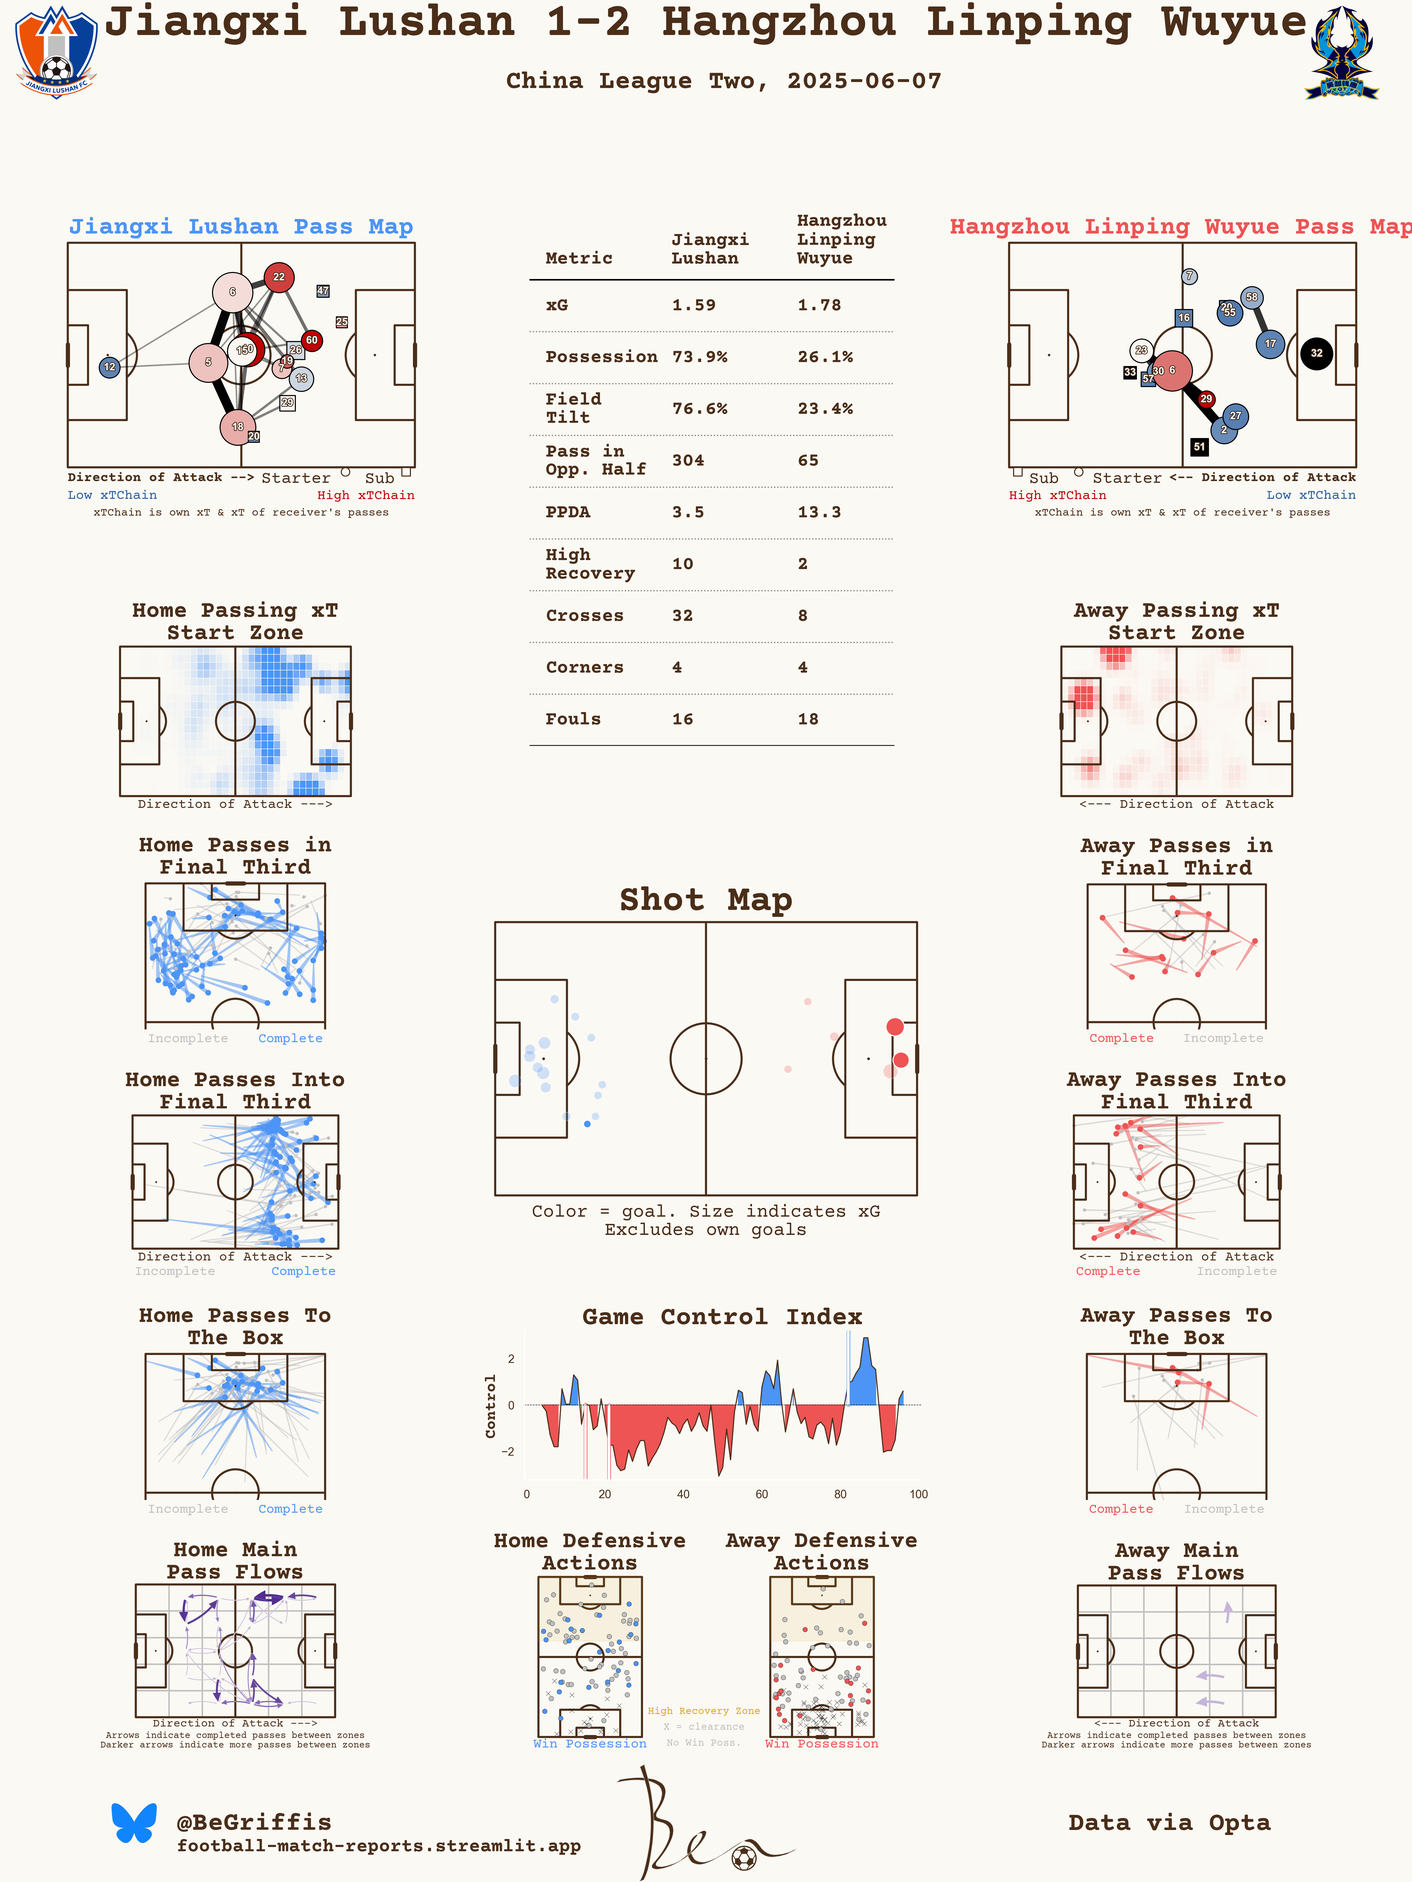 Jiangxi Lushan 1-2 Hangzhou Linping Wuyue
China League Two, 2025-06-07
JIANGXI LUSHAN FC
Jiangxi Lushan Pass Map
12
6
22
47
25
5
15
60
26
19
7
13
29
18
20
Direction of Attack --> Starter Sub
Low xTChain High xTChain
xTChain is own xT & xT of receiver's passes
Metric Jiangxi Lushan Hangzhou Linping Wuyue
xG 1.59 1.78
Possession 73.9% 26.1%
Field Tilt 76.6% 23.4%
Pass in Opp. Half 304 65
PPDA 3.5 13.3
High Recovery 10 2
Crosses 32 8
Corners 4 4
Fouls 16 18
Hangzhou Linping Wuyue Pass Map
7
58
20
55
16
17
23
32
33
57
30
6
29
27
2
51
Sub Starter <-- Direction of Attack
High xTChain Low xTChain
xTChain is own xT & xT of receiver's passes
Home Passing xT
Start Zone
Direction of Attack --->
Away Passing xT
Start Zone
<--- Direction of Attack
Home Passes in
Final Third
Incomplete Complete
Away Passes in
Final Third
Complete Incomplete
Shot Map
Color = goal. Size indicates xG
Excludes own goals
Home Passes Into
Final Third
Direction of Attack --->
Incomplete Complete
Away Passes Into
Final Third
<--- Direction of Attack
Complete Incomplete
Home Passes To
The Box
Incomplete Complete
Game Control Index
Control
2
0
−2
0 20 40 60 80 100
Away Passes To
The Box
Complete Incomplete
Home Main
Pass Flows
Direction of Attack --->
Arrows indicate completed passes between zones
Darker arrows indicate more passes between zones
Home Defensive
Actions
Win Possession
High Recovery Zone
X = clearance
No Win Poss.
Away Defensive
Actions
Win Possession
Away Main
Pass Flows
<--- Direction of Attack
Arrows indicate completed passes between zones
Darker arrows indicate more passes between zones
@BeGriffis
football-match-reports.streamlit.app
Ben
Data via Opta